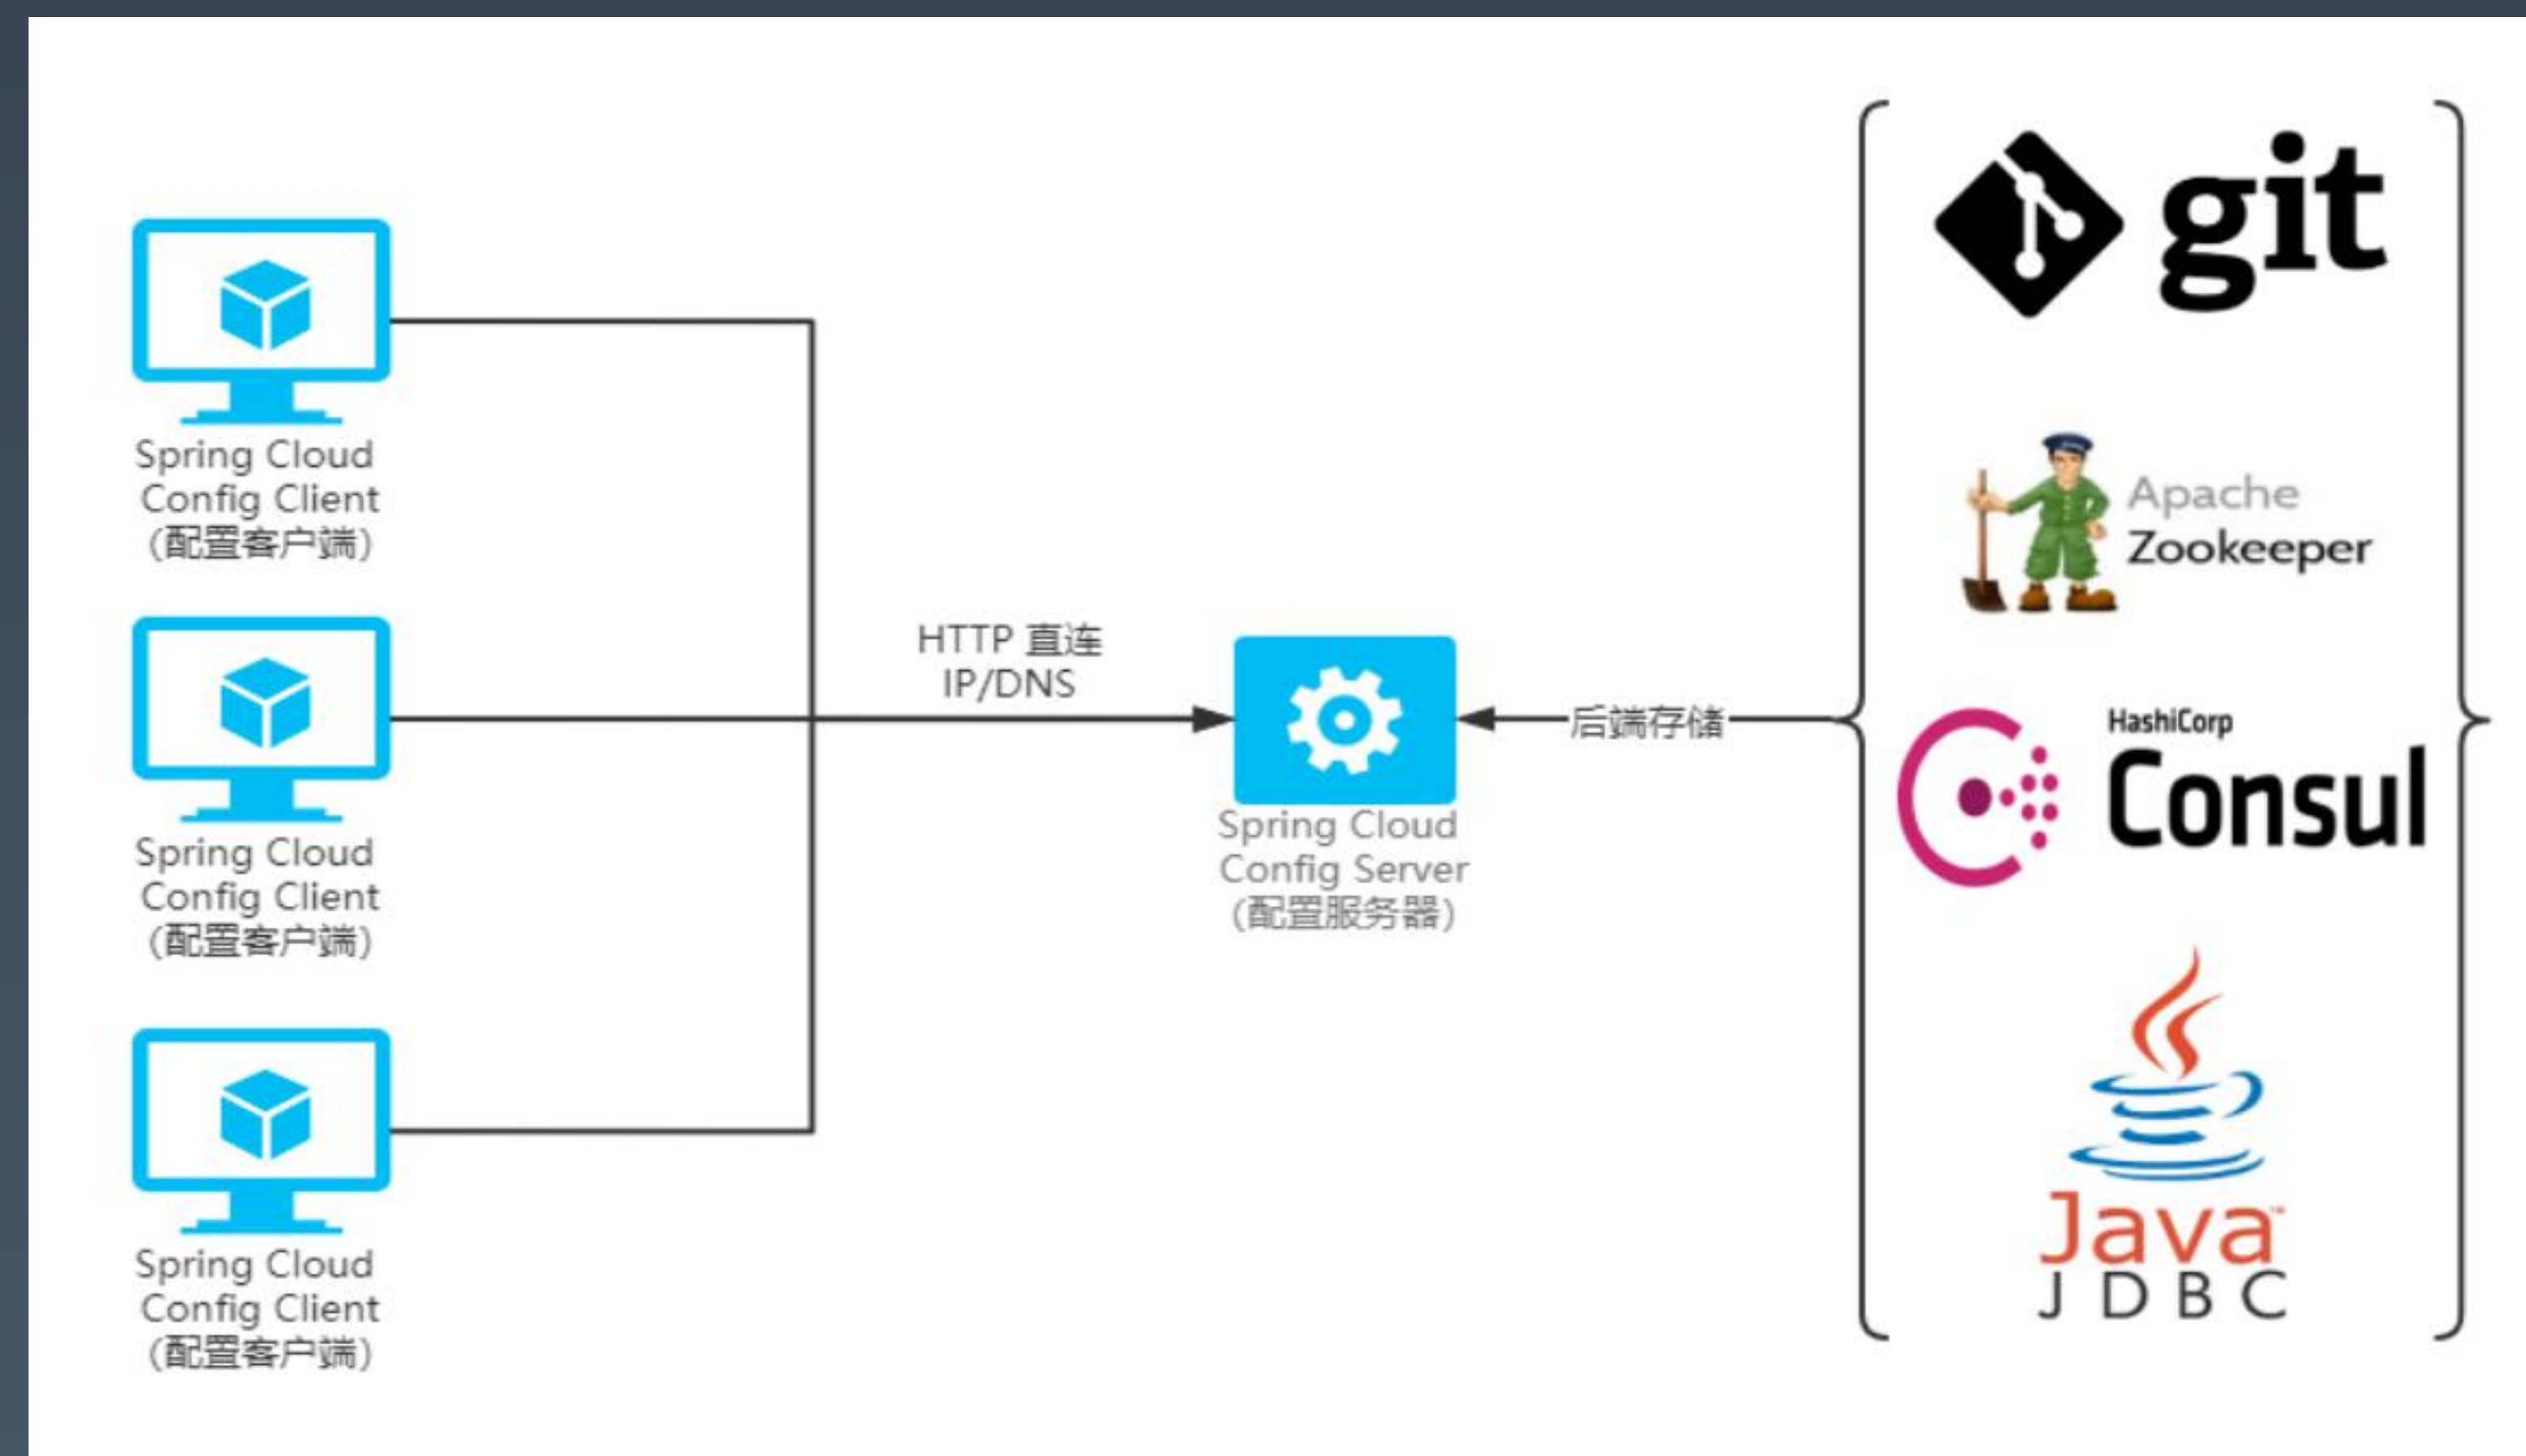 Spring Cloud
Config Client
(配置客户端)
Spring Cloud
Config Client
(配置客户端)
Spring Cloud
Config Client
(配置客户端)
HTTP 直连
IP/DNS
Spring Cloud
Config Server
(配置服务器)
后端存储
git
Apache
Zookeeper
HashiCorp
Consul
Java™
JDBC